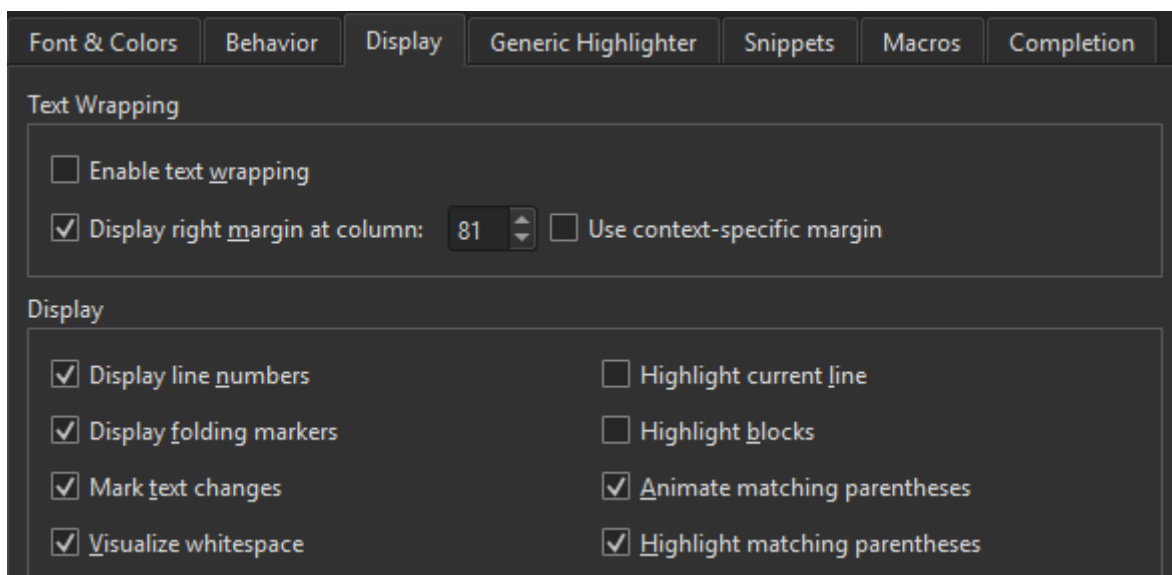 Font & Colors Behavior Display Generic Highlighter Snippets Macros Completion
Text Wrapping
Enable text wrapping
Display right margin at column: 81 Use context-specific margin
Display
Display line numbers Highlight current line
Display folding markers Highlight blocks
Mark text changes Animate matching parentheses
Visualize whitespace Highlight matching parentheses